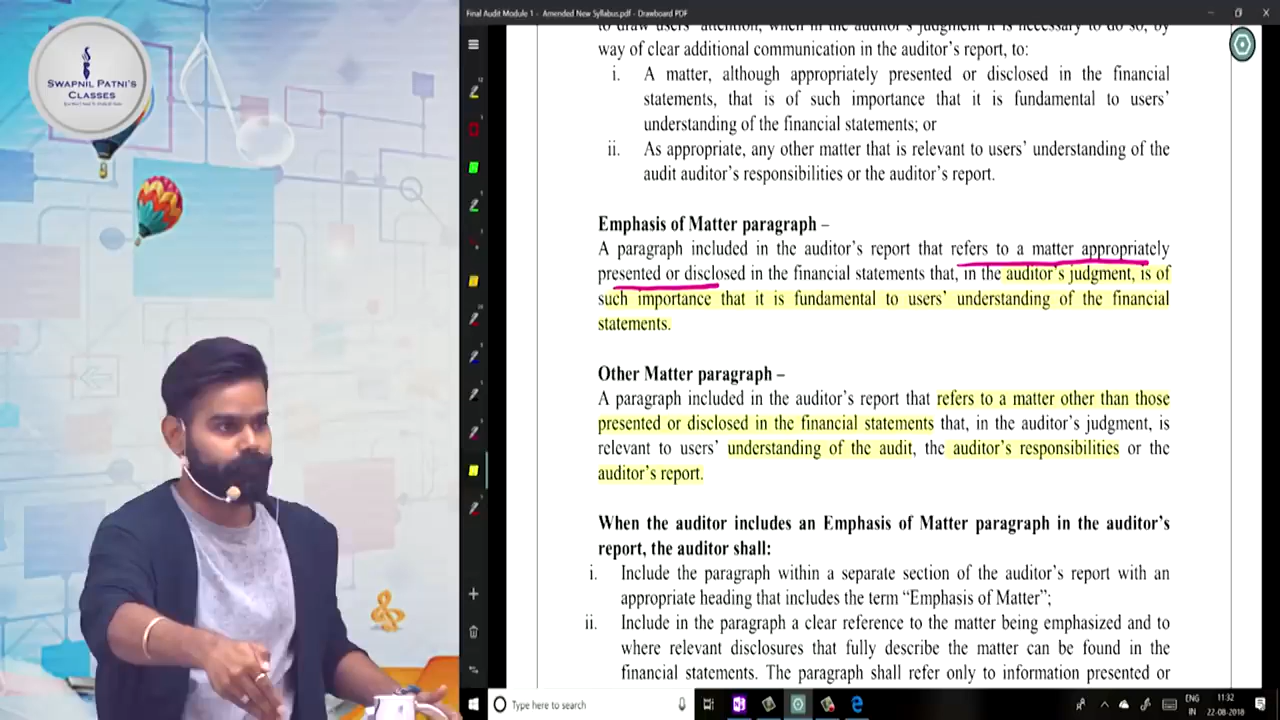 Final Audit Module 1 - Amended New Syllabus.pdf - Drawboard PDF
SWAPNIL PATNI'S
CLASSES
to draw users' attention, when in the auditor's judgment it is necessary to do so, by
way of clear additional communication in the auditor's report, to:
i. A matter, although appropriately presented or disclosed in the financial
statements, that is of such importance that it is fundamental to users'
understanding of the financial statements; or
ii. As appropriate, any other matter that is relevant to users' understanding of the
audit auditor's responsibilities or the auditor's report.
Emphasis of Matter paragraph –
A paragraph included in the auditor's report that refers to a matter appropriately
presented or disclosed in the financial statements that, in the auditor's judgment, is of
such importance that it is fundamental to users' understanding of the financial
statements.
Other Matter paragraph –
A paragraph included in the auditor's report that refers to a matter other than those
presented or disclosed in the financial statements that, in the auditor's judgment, is
relevant to users' understanding of the audit, the auditor's responsibilities or the
auditor's report.
When the auditor includes an Emphasis of Matter paragraph in the auditor's
report, the auditor shall:
i. Include the paragraph within a separate section of the auditor's report with an
appropriate heading that includes the term “Emphasis of Matter”;
ii. Include in the paragraph a clear reference to the matter being emphasized and to
where relevant disclosures that fully describe the matter can be found in the
financial statements. The paragraph shall refer only to information presented or
Type here to search
ENG
IN
11:32
22-08-2018